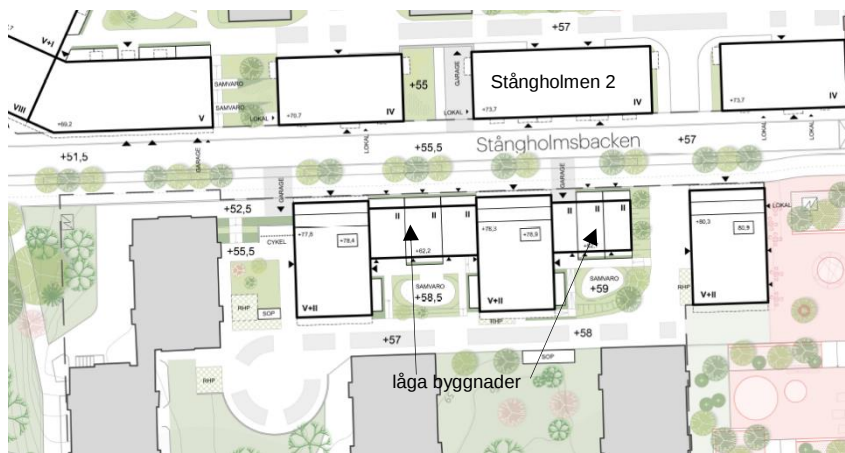 +57
V+I
VIII
+69,2
V
SAMVARO
SAMVARO
LOKAL
+70,7
IV
+55
GARAGE
Stångholmen 2
+73,7
IV
+73,7
IV
+51,5
GARAGE
LOKAL
+55,5
Stångholmsbacken
+57
LOKAL
LOKAL
GARAGE
GARAGE
+52,5
+55,5
CYKEL
+77,8
+78,4
V+II
II
II
II
+62,2
+78,3
+78,9
V+II
II
II
II
+80,3
80,9
V+II
LOKAL
SAMVARO
+58,5
SAMVARO
+59
RHP
SOP
RHP
RHP
+57
+58
RHP
SOP
låga byggnader